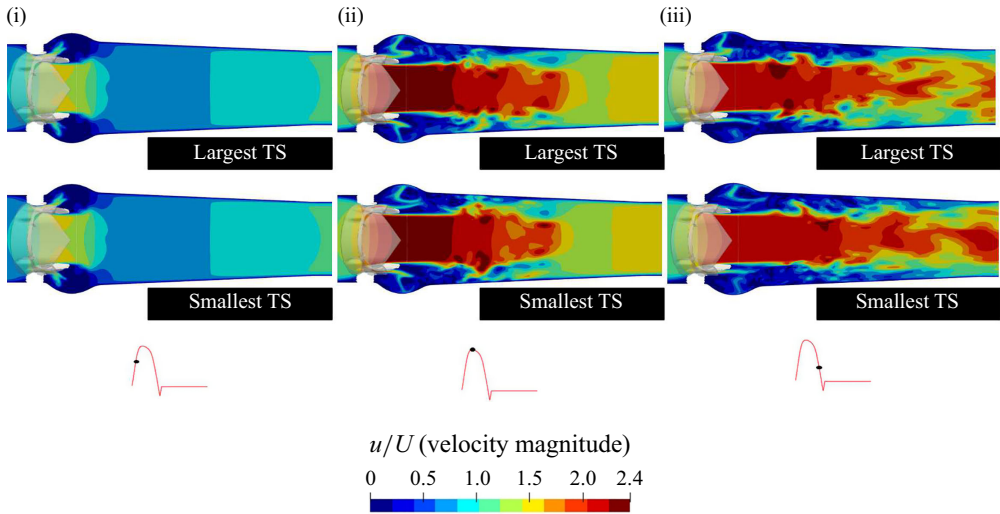 (i) (ii) (iii)
Largest TS Largest TS Largest TS
Smallest TS Smallest TS Smallest TS
u/U (velocity magnitude)
0 0.5 1.0 1.5 2.0 2.4